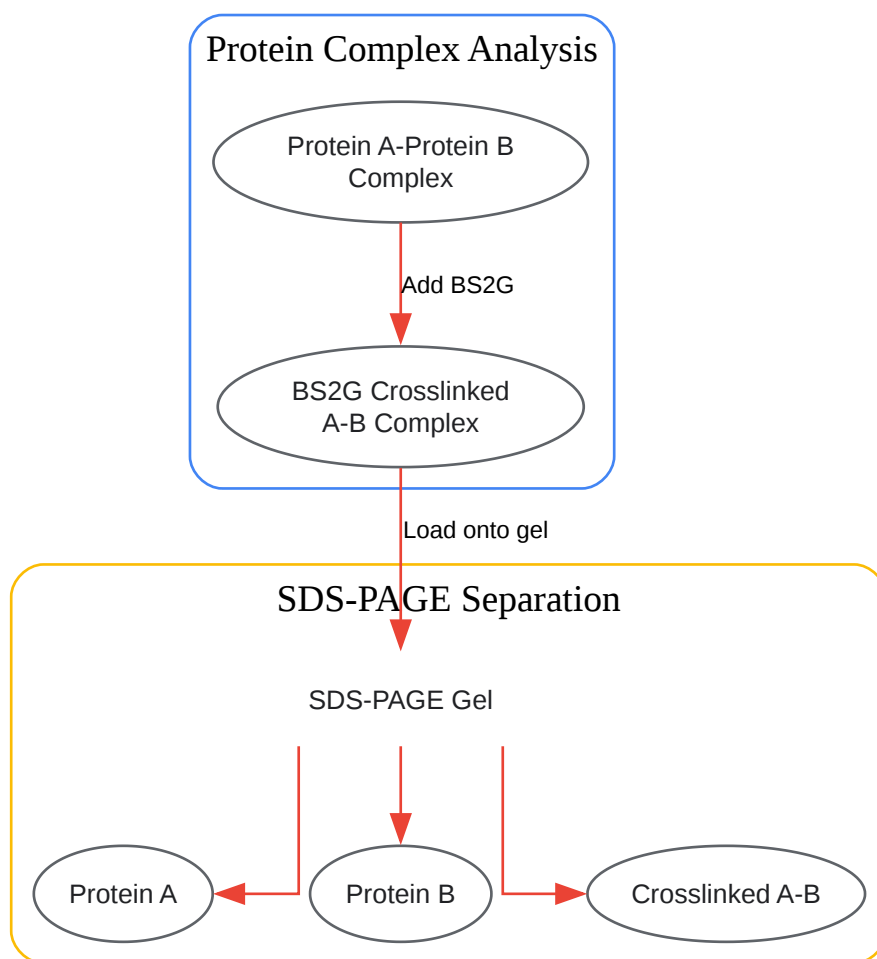 Protein Complex Analysis
Protein A-Protein B
Complex
Add BS2G
BS2G Crosslinked
A-B Complex
Load onto gel
SDS-PAGE Separation
SDS-PAGE Gel
Protein A
Protein B
Crosslinked A-B